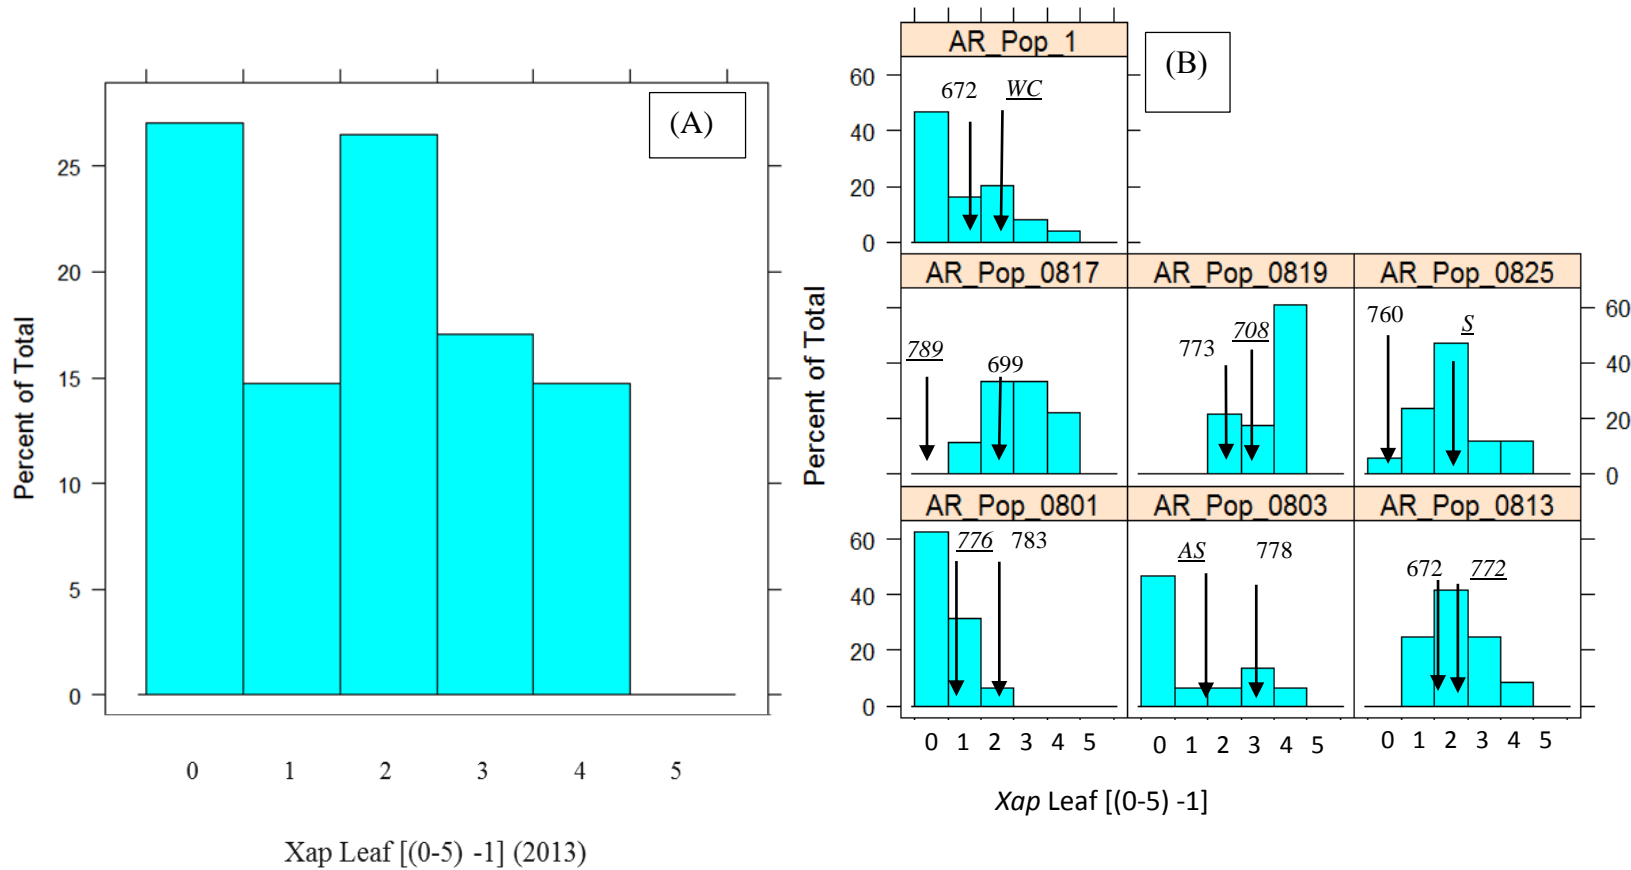 (A)
Percent of Total
25
20
15
10
5
0
0 1 2 3 4 5
Xap Leaf [(0-5) -1] (2013)
(B)
Percent of Total
AR_Pop_1
672 WC
60
40
20
0
AR_Pop_0817 AR_Pop_0819 AR_Pop_0825
789 699
773 708
760 S
60
40
20
0
AR_Pop_0801 AR_Pop_0803 AR_Pop_0813
776 783
AS 778
672 772
60
40
20
0
0 1 2 3 4 5 0 1 2 3 4 5 0 1 2 3 4 5
Xap Leaf [(0-5) -1]